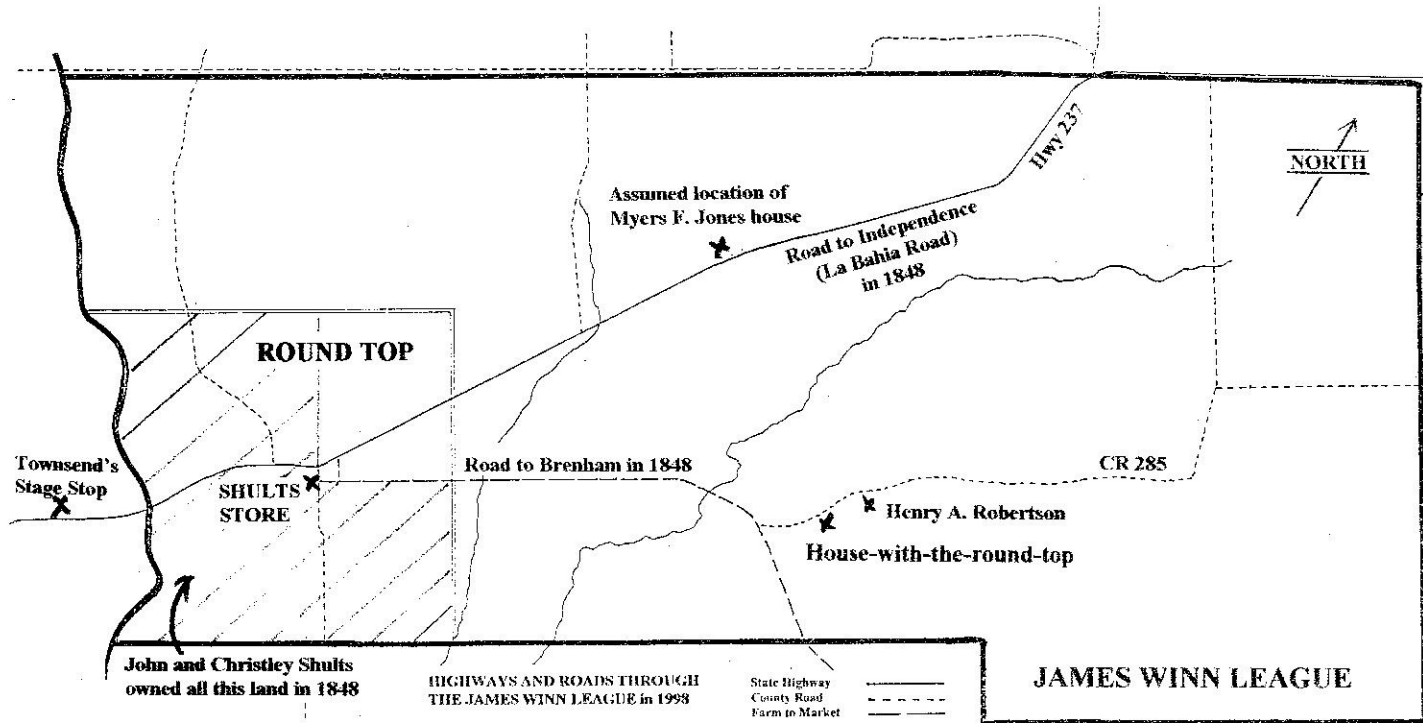 Hwy 237
NORTH
Assumed location of
Myers F. Jones house
Road to Independence
(La Bahia Road)
in 1848
ROUND TOP
Townsend's
Stage Stop
SHULTS
STORE
Road to Brenham in 1848
CR 285
Henry A. Robertson
House-with-the-round-top
John and Christley Shults
owned all this land in 1848
HIGHWAYS AND ROADS THROUGH
THE JAMES WINN LEAGUE in 1998
State Highway
County Road
Farm to Market
JAMES WINN LEAGUE